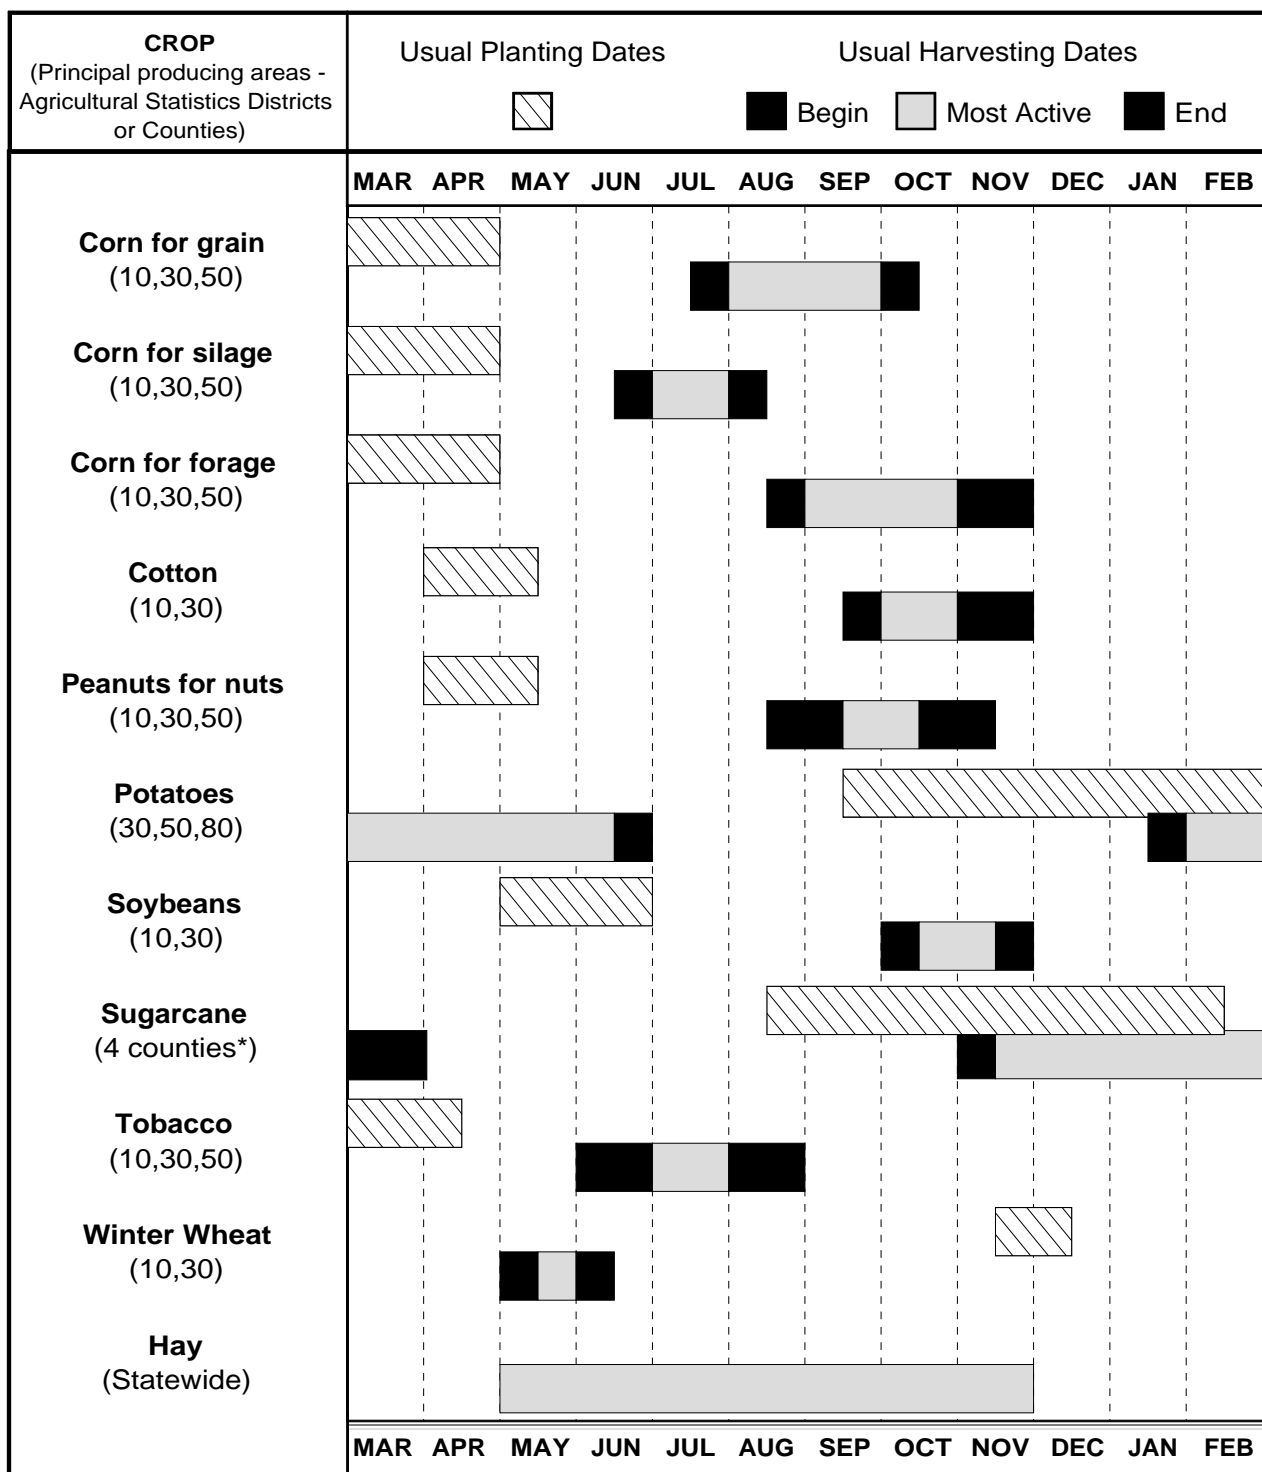 CROP
(Principal producing areas -
Agricultural Statistics Districts
or Counties)
Usual Planting Dates
Usual Harvesting Dates
Begin
Most Active
End
MAR APR MAY JUN JUL AUG SEP OCT NOV DEC JAN FEB
Corn for grain
(10,30,50)
Corn for silage
(10,30,50)
Corn for forage
(10,30,50)
Cotton
(10,30)
Peanuts for nuts
(10,30,50)
Potatoes
(30,50,80)
Soybeans
(10,30)
Sugarcane
(4 counties*)
Tobacco
(10,30,50)
Winter Wheat
(10,30)
Hay
(Statewide)
MAR APR MAY JUN JUL AUG SEP OCT NOV DEC JAN FEB